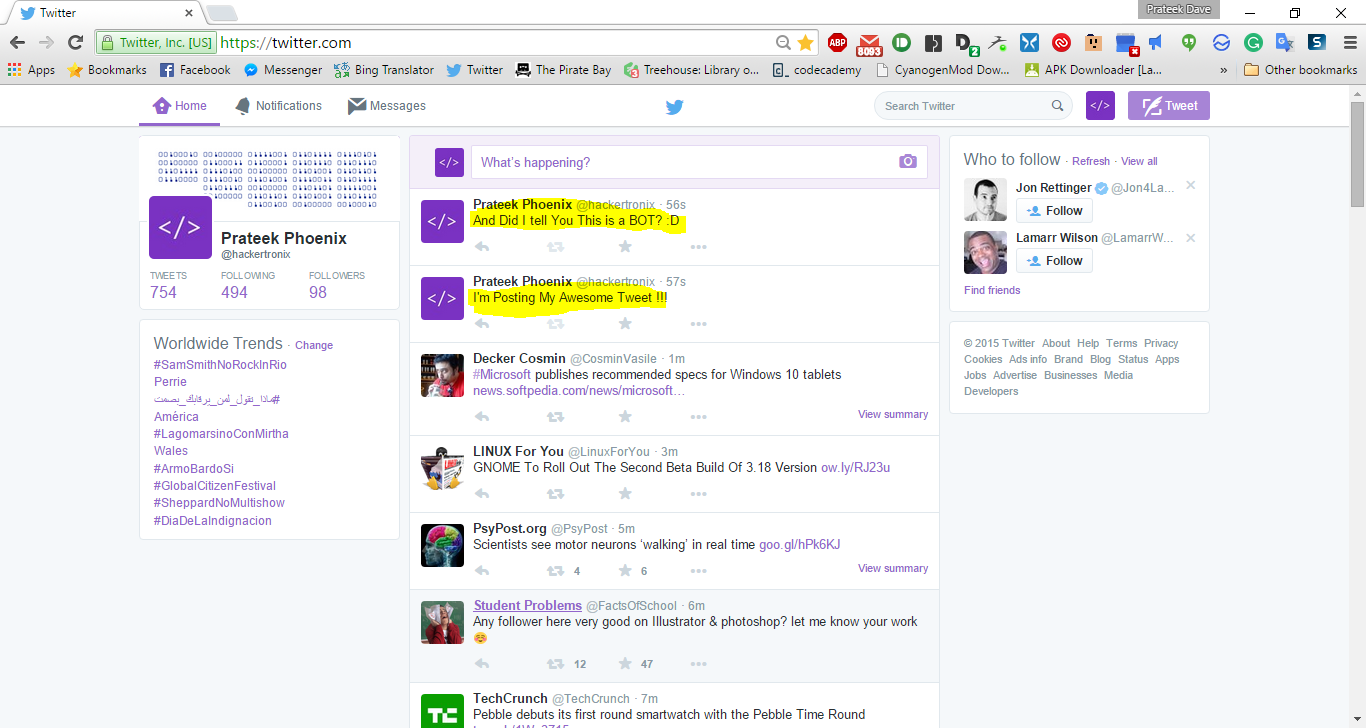 Twitter
Prateek Dave
Twitter, Inc. [US] https://twitter.com
ABP
8093
2
Apps Bookmarks Facebook Messenger Bing Translator Twitter The Pirate Bay Treehouse: Library o... codecademy CyanogenMod Dow... APK Downloader [La... » Other bookmarks
Home Notifications Messages
Search Twitter
</>
Tweet
</>
Prateek Phoenix
@hackertronix
TWEETS FOLLOWING FOLLOWERS
754 494 98
Worldwide Trends · Change
#SamSmithNoRockInRio
Perrie
#ماذا_تقول_لمن_يرقابك_بصمت
América
#LagomarsinoConMirtha
Wales
#ArmoBardoSi
#GlobalCitizenFestival
#SheppardNoMultishow
#DiaDeLaIndignacion
</>
What's happening?
</>
Prateek Phoenix @hackertronix · 56s
And Did I tell You This is a BOT? :D
</>
Prateek Phoenix @hackertronix · 57s
I'm Posting My Awesome Tweet !!!
Decker Cosmin @CosminVasile · 1m
#Microsoft publishes recommended specs for Windows 10 tablets
news.softpedia.com/news/microsoft…
View summary
LINUX For You @LinuxForYou · 3m
GNOME To Roll Out The Second Beta Build Of 3.18 Version ow.ly/RJ23u
PsyPost.org @PsyPost · 5m
Scientists see motor neurons ‘walking’ in real time goo.gl/hPk6KJ
4 6
View summary
Student Problems @FactsOfSchool · 6m
Any follower here very good on Illustrator & photoshop? let me know your work
12 47
TechCrunch @TechCrunch · 7m
Pebble debuts its first round smartwatch with the Pebble Time Round
Who to follow · Refresh · View all
Jon Rettinger @Jon4La...
Follow
Lamarr Wilson @LamarrW...
Follow
Find friends
© 2015 Twitter About Help Terms Privacy
Cookies Ads info Brand Blog Status Apps
Jobs Advertise Businesses Media
Developers